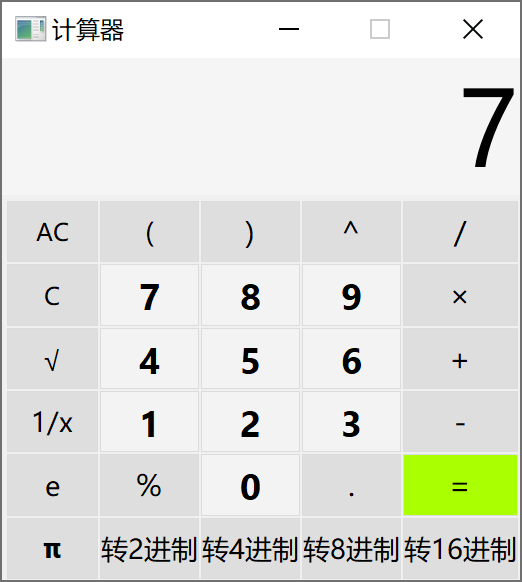 计算器
7
AC ( ) ^ /
C 7 8 9 ×
√ 4 5 6 +
1/x 1 2 3 -
e % 0 . =
π 转2进制 转4进制 转8进制 转16进制